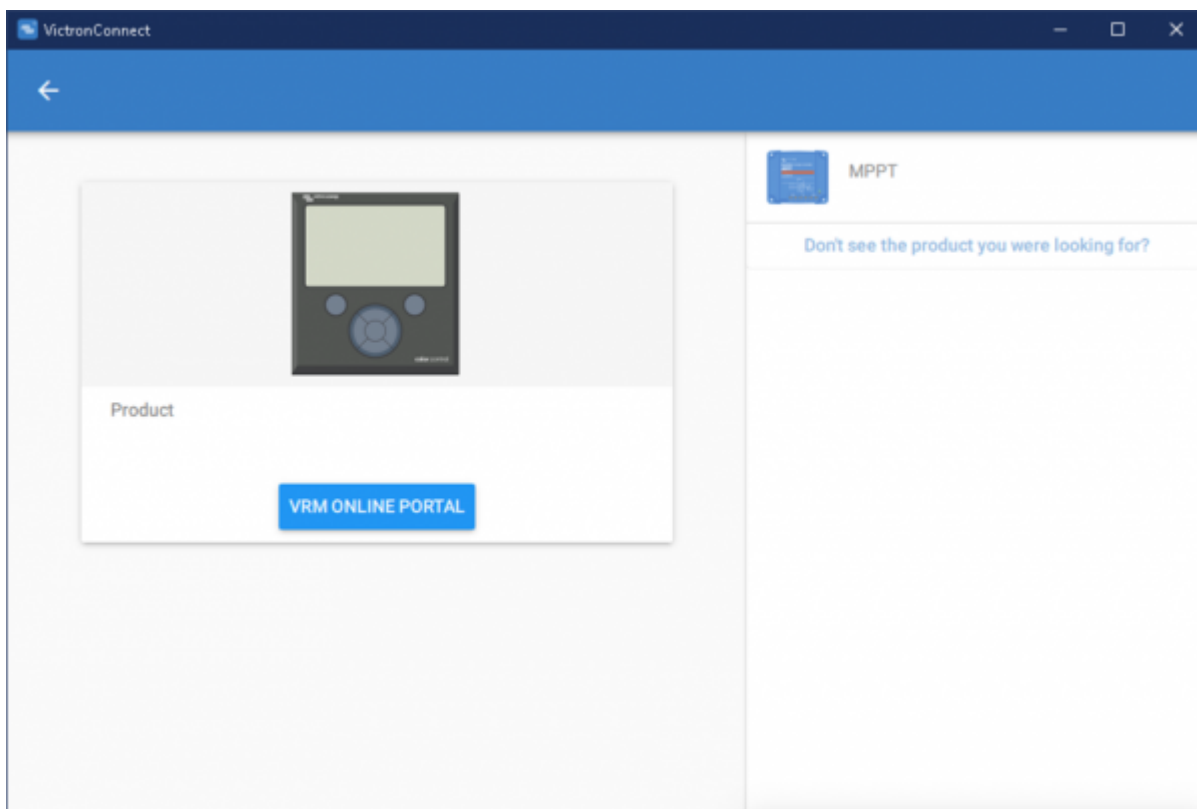 VictronConnect
MPPT
Don't see the product you were looking for?
Product
VRM ONLINE PORTAL